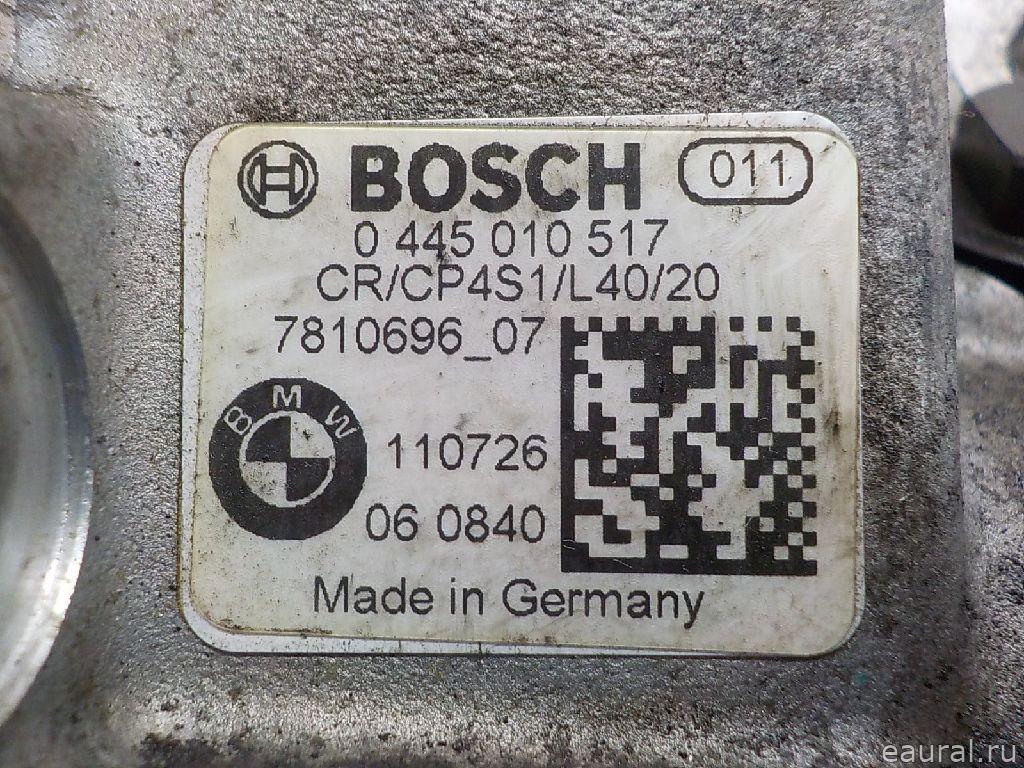 BOSCH 011
0 445 010 517
CR/CP4S1/L40/20
7810696_07
BMW
110726
06 0840
Made in Germany
eaural.ru